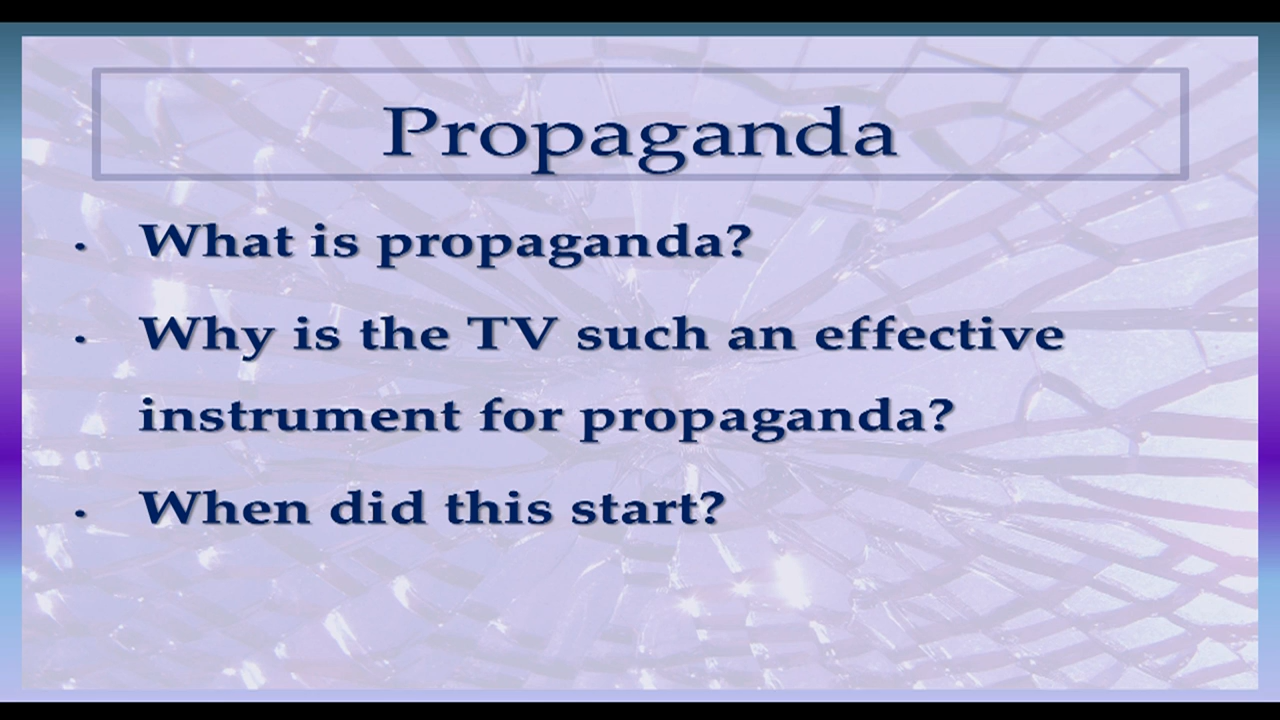 Propaganda
• What is propaganda?
• Why is the TV such an effective
instrument for propaganda?
• When did this start?